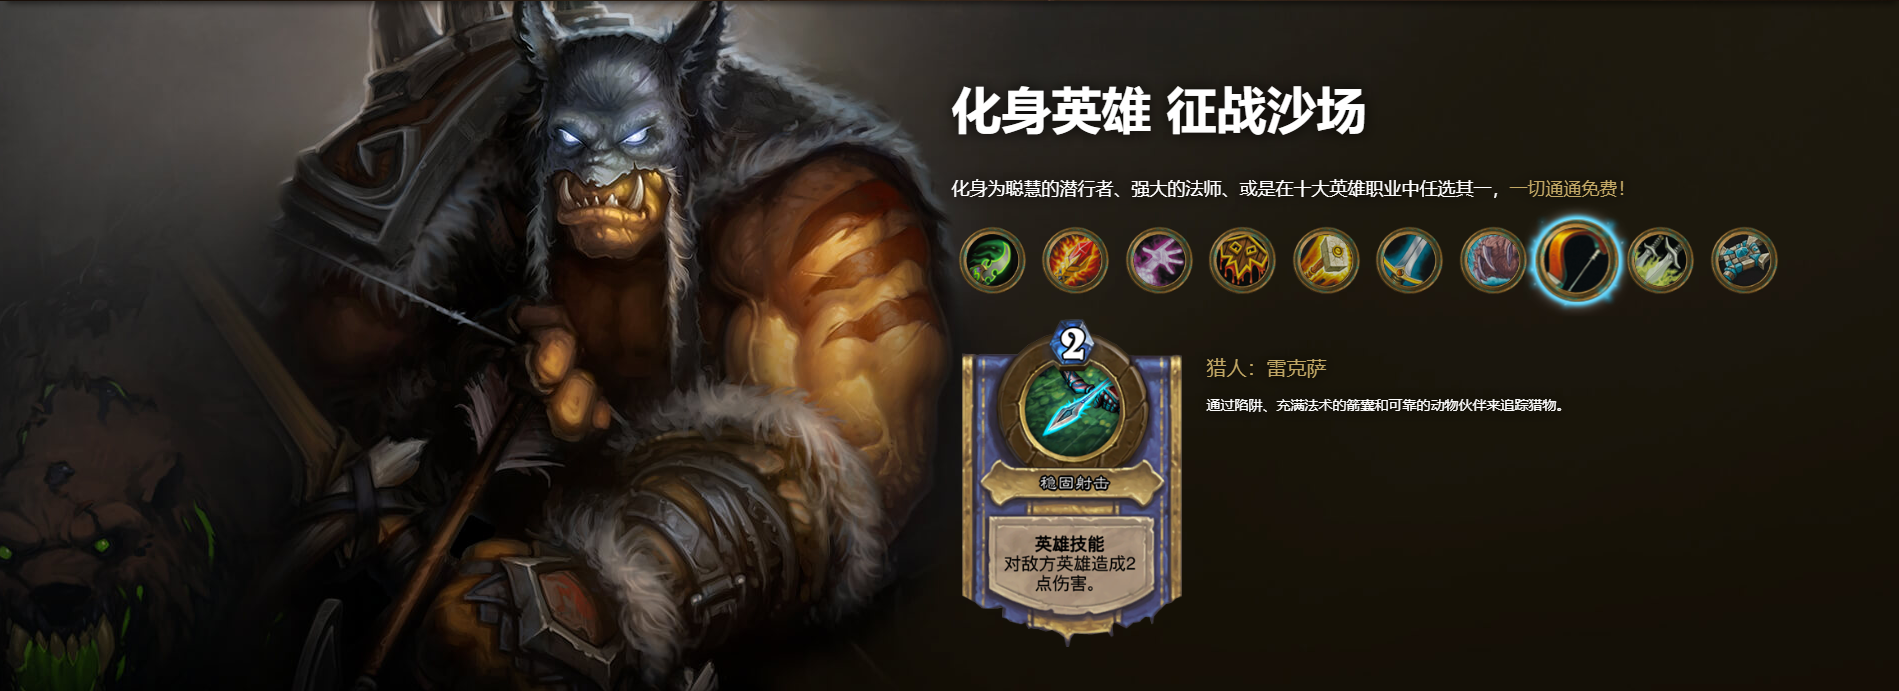 化身英雄 征战沙场
化身为聪慧的潜行者、强大的法师、或是在十大英雄职业中任选其一，一切通通免费！
2
稳固射击
英雄技能
对敌方英雄造成2
点伤害。
猎人：雷克萨
通过陷阱、充满法术的箭囊和可靠的动物伙伴来追踪猎物。